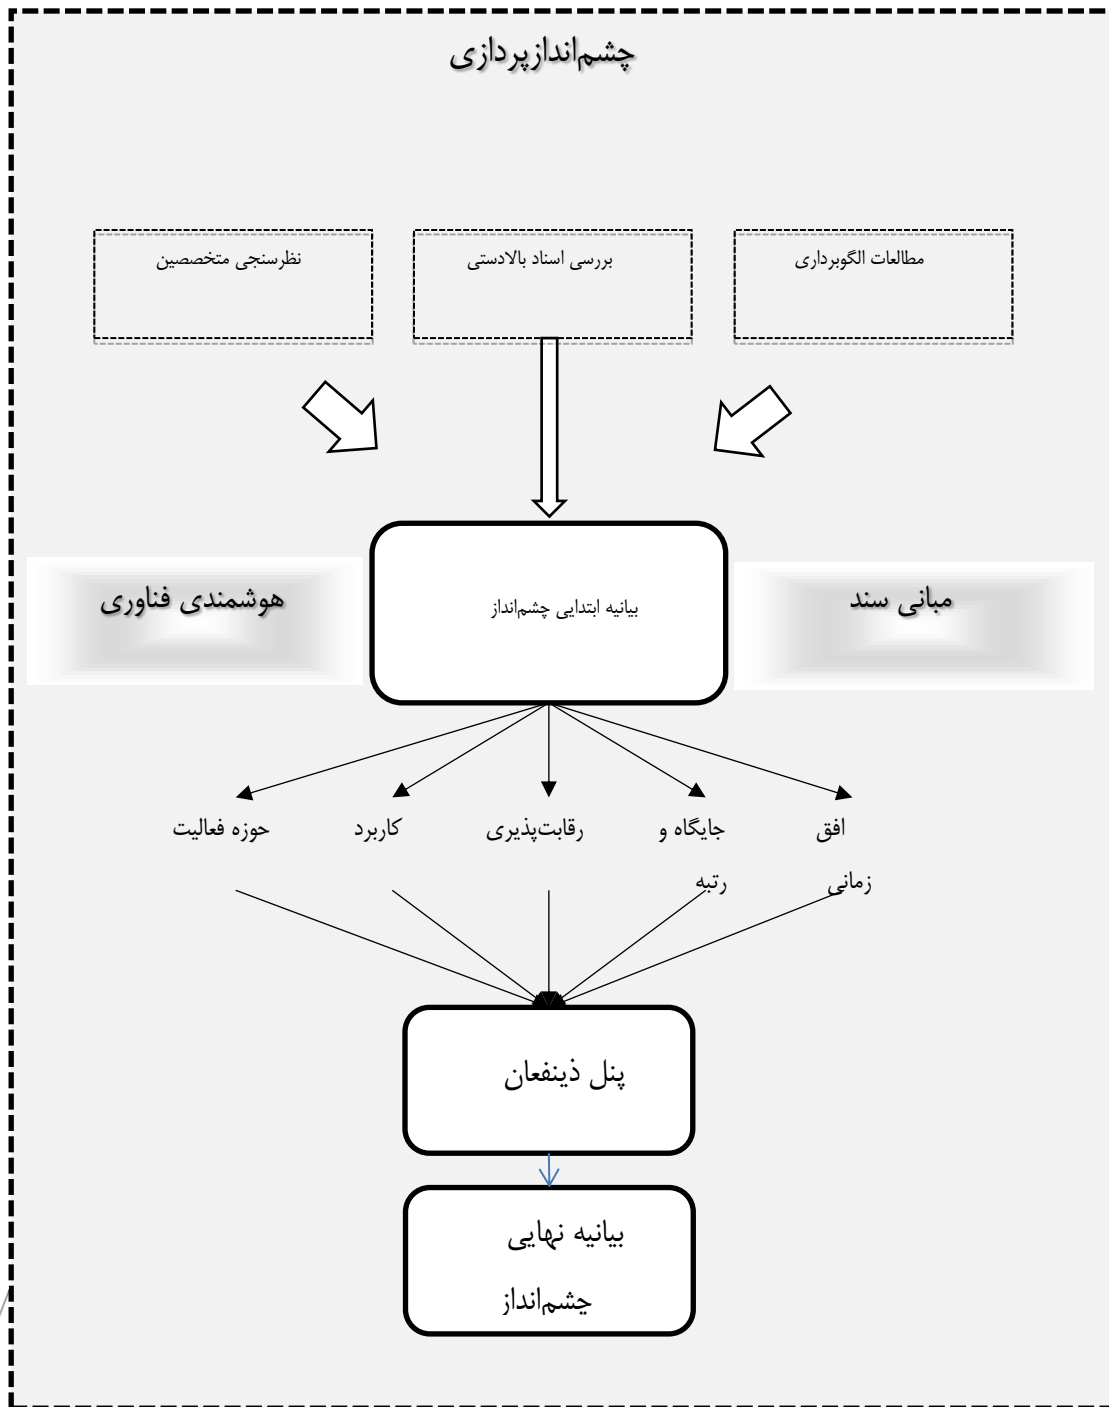 چشم‌اندازپردازی
مطالعات الگوبرداری
بررسی اسناد بالادستی
نظرسنجی متخصصین
مبانی سند
بیانیه ابتدایی چشم‌انداز
هوشمندی فناوری
افق
زمانی
جایگاه و
رتبه
رقابت‌پذیری
کاربرد
حوزه فعالیت
پنل ذینفعان
بیانیه نهایی
چشم‌انداز